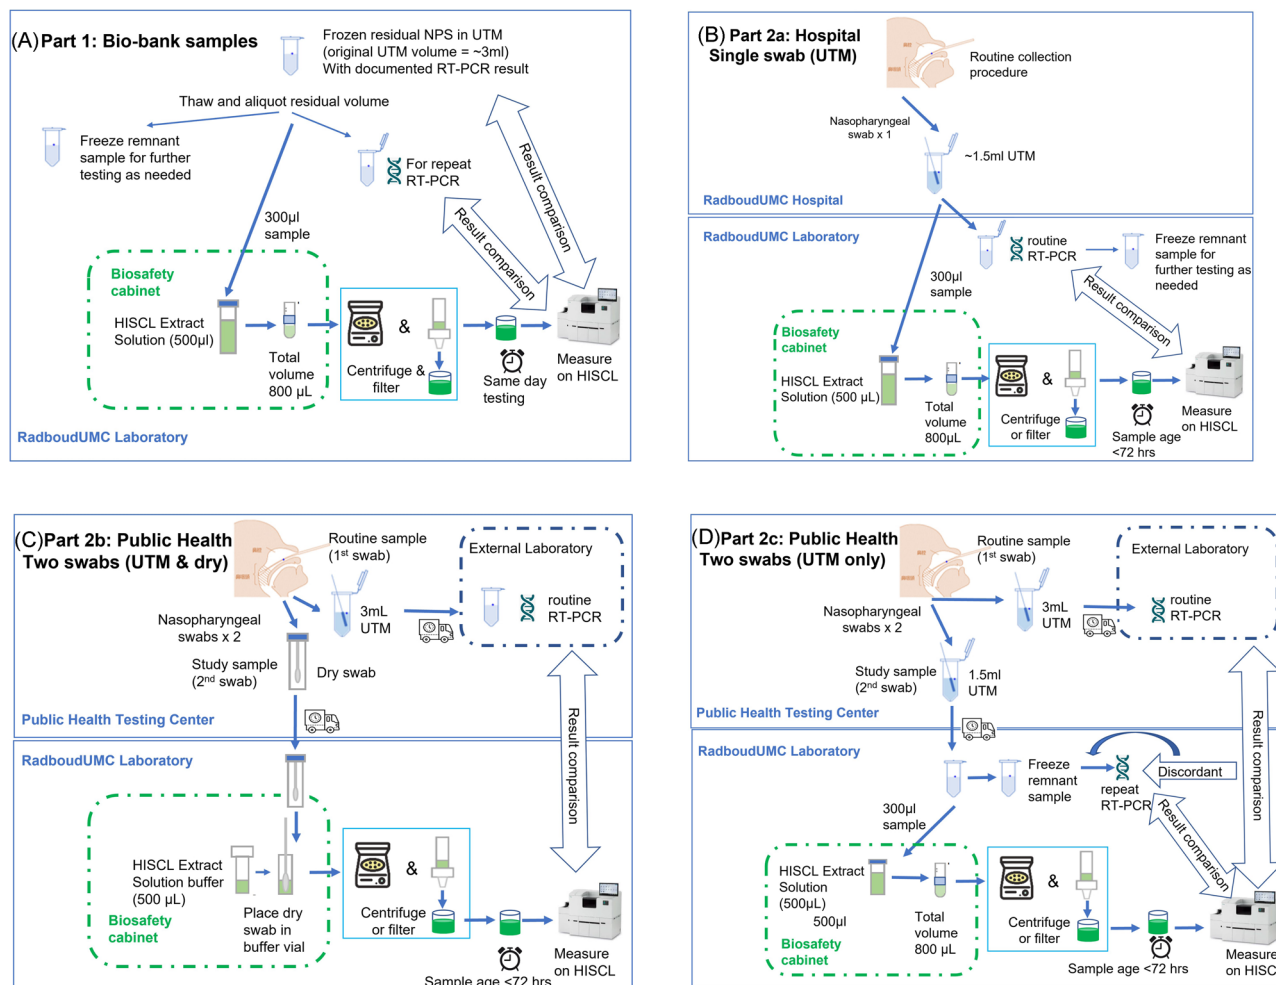 (A) Part 1: Bio-bank samples
Frozen residual NPS in UTM
(original UTM volume = ~3ml)
With documented RT-PCR result
Thaw and aliquot residual volume
Freeze remnant
sample for further
testing as needed
For repeat
RT-PCR
Result comparison
Result comparison
300µl
sample
Biosafety
cabinet
HISCL Extract
Solution (500µl)
Total
volume
800 µL
&
Centrifuge &
filter
Same day
testing
Measure
on HISCL
RadboudUMC Laboratory
(B) Part 2a: Hospital
Single swab (UTM)
Routine collection
procedure
Nasopharyngeal
swab x 1
~1.5ml UTM
RadboudUMC Hospital
RadboudUMC Laboratory
routine
RT-PCR
Freeze remnant
sample for
further testing as
needed
300µl
sample
Result comparison
Biosafety
cabinet
HISCL Extract
Solution (500 µL)
Total
volume
800µL
&
Centrifuge
or filter
Sample age
<72 hrs
Measure
on HISCL
(C) Part 2b: Public Health
Two swabs (UTM & dry)
Routine sample
(1st swab)
External Laboratory
3mL
UTM
routine
RT-PCR
Nasopharyngeal
swabs x 2
Study sample
(2nd swab)
Dry swab
Public Health Testing Center
RadboudUMC Laboratory
Result comparison
HISCL Extract
Solution buffer
(500 µL)
Biosafety
cabinet
Place dry
swab in
buffer vial
&
Centrifuge
or filter
Sample age <72 hrs
Measure
on HISCL
(D) Part 2c: Public Health
Two swabs (UTM only)
Routine sample
(1st swab)
External Laboratory
3mL
UTM
routine
RT-PCR
Nasopharyngeal
swabs x 2
Study sample
(2nd swab)
1.5ml
UTM
Public Health Testing Center
RadboudUMC Laboratory
Freeze
remnant
sample
repeat
RT-PCR
Discordant
Result comparison
Result comparison
300µl
sample
HISCL Extract
Solution
(500µL)
500µl
Biosafety
cabinet
Total
volume
800 µL
&
Centrifuge
or filter
Sample age <72 hrs
Measure
on HISC